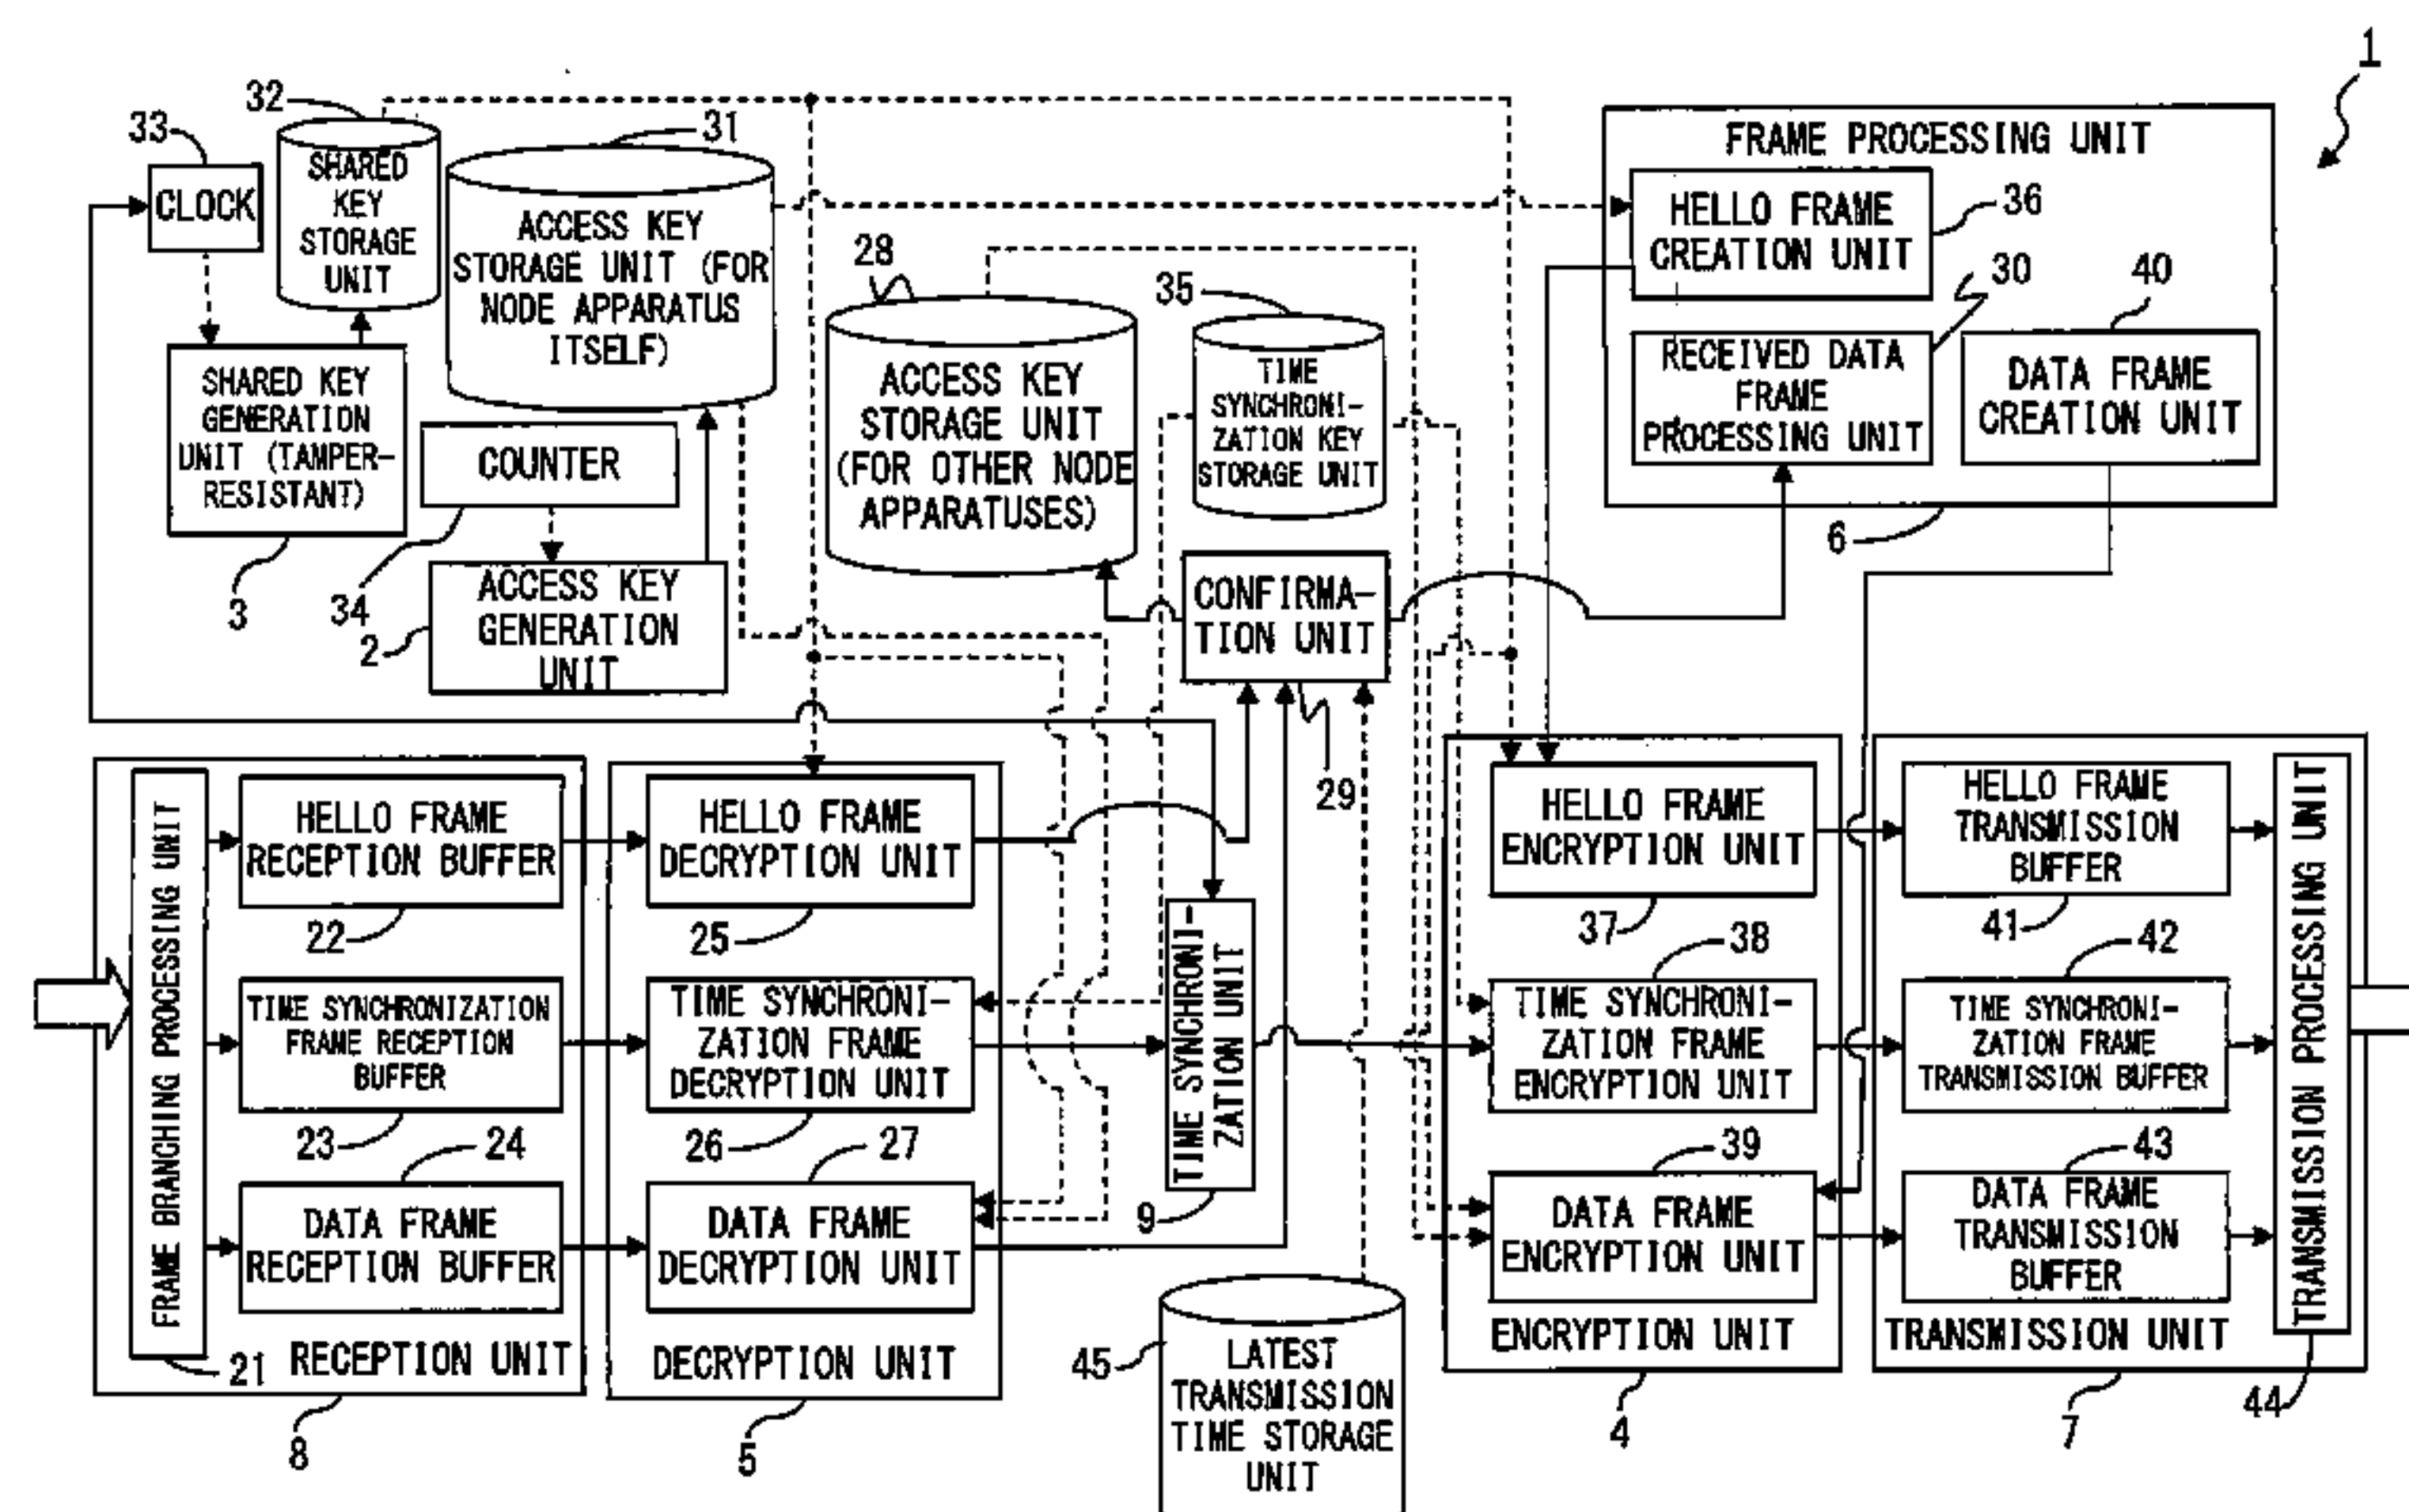 1
32
33
31
FRAME PROCESSING UNIT
SHARED
KEY
STORAGE
UNIT
CLOCK
ACCESS KEY
STORAGE UNIT (FOR
NODE APPARATUS
ITSELF)
HELLO FRAME
CREATION UNIT
36
28
35
30
40
SHARED KEY
GENERATION
UNIT (TAMPER-
RESISTANT)
COUNTER
ACCESS KEY
STORAGE UNIT
(FOR OTHER NODE
APPARATUSES)
TIME
SYNCHRONI-
ZATION KEY
STORAGE UNIT
RECEIVED DATA
FRAME
PROCESSING UNIT
DATA FRAME
CREATION UNIT
3
34
2
ACCESS KEY
GENERATION
UNIT
CONFIRMA-
TION UNIT
6
29
FRAME BRANCHING PROCESSING UNIT
HELLO FRAME
RECEPTION BUFFER
22
TIME SYNCHRONIZATION
FRAME RECEPTION
BUFFER
23
24
DATA FRAME
RECEPTION BUFFER
21
RECEPTION UNIT
8
HELLO FRAME
DECRYPTION UNIT
25
TIME SYNCHRONI-
ZATION FRAME
DECRYPTION UNIT
26
27
DATA FRAME
DECRYPTION UNIT
DECRYPTION UNIT
5
TIME SYNCHRONI-
ZATION UNIT
9
45
LATEST
TRANSMISSION
TIME STORAGE
UNIT
HELLO FRAME
ENCRYPTION UNIT
37
38
TIME SYNCHRONI-
ZATION FRAME
ENCRYPTION UNIT
39
DATA FRAME
ENCRYPTION UNIT
ENCRYPTION UNIT
4
HELLO FRAME
TRANSMISSION
BUFFER
41
42
TIME SYNCHRONI-
ZATION FRAME
TRANSMISSION BUFFER
43
DATA FRAME
TRANSMISSION
BUFFER
TRANSMISSION UNIT
7
TRANSMISSION PROCESSING UNIT
44